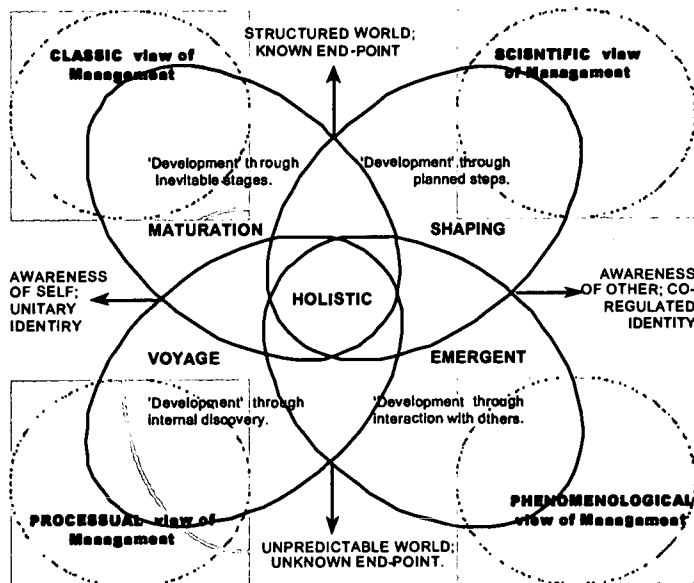 STRUCTURED WORLD;
KNOWN END-POINT
CLASSIC view of
Management
SCISNTIFIC view
of Management
'Development' through
inevitable stages.
'Development' through
planned steps.
MATURATION
SHAPING
AWARENESS
OF SELF;
UNITARY
IDENTIRY
HOLISTIC
AWARENESS
OF OTHER; CO-
REGULATED
IDENTITY
VOYAGE
EMERGENT
'Development' through
internal discovery.
'Development' through
interaction with others.
PROCESSUAL view of
Management
PHENOMENOLOGICAL
view of Management
UNPREDICTABLE WORLD;
UNKNOWN END-POINT.